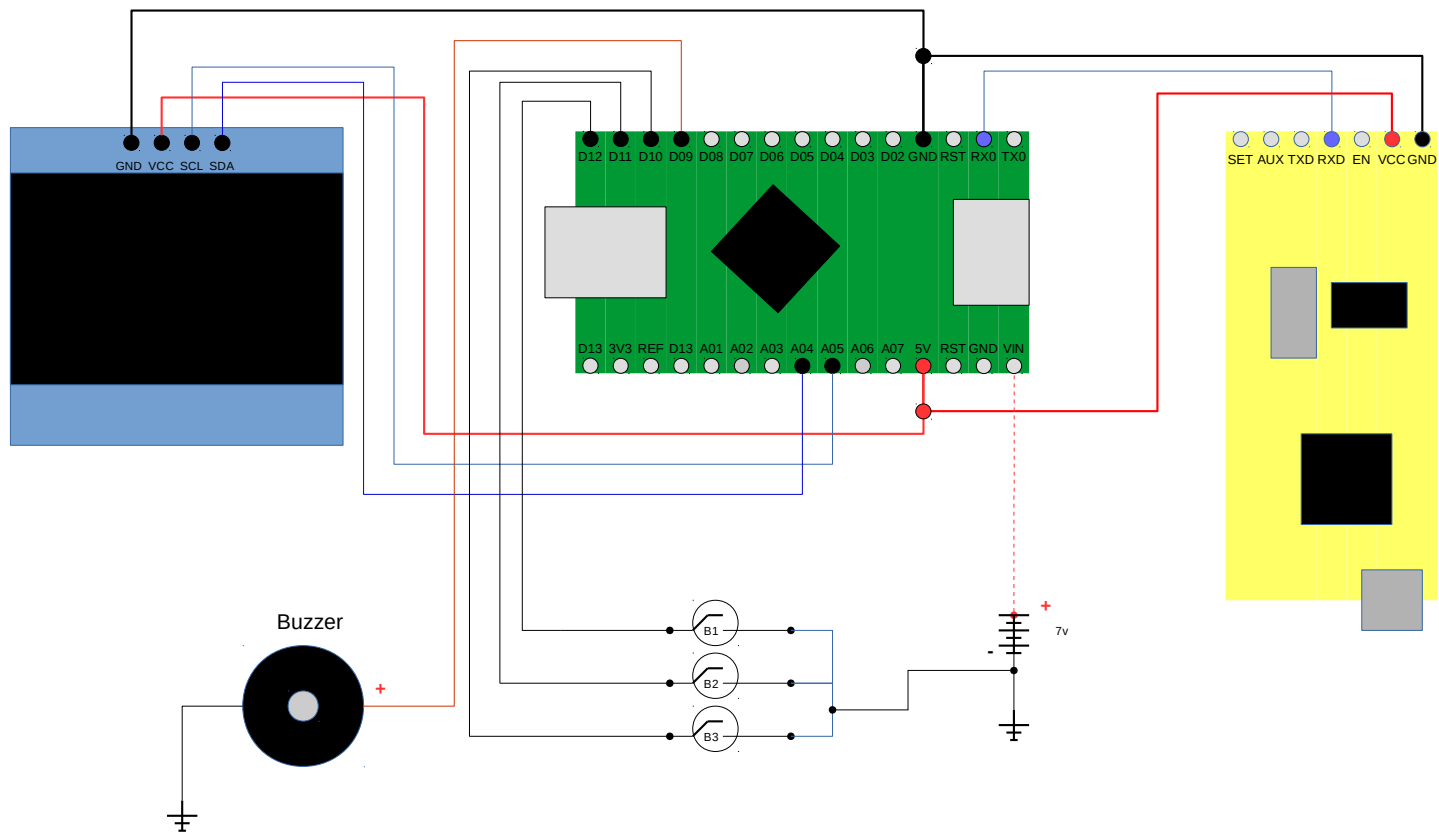 GND VCC SCL SDA
D12 D11 D10 D09 D08 D07 D06 D05 D04 D03 D02 GND RST RX0 TX0
SET AUX TXD RXD EN VCC GND
D13 3V3 REF D13 A01 A02 A03 A04 A05 A06 A07 5V RST GND VIN
+
7v
-
Buzzer
+
B1
B2
B3